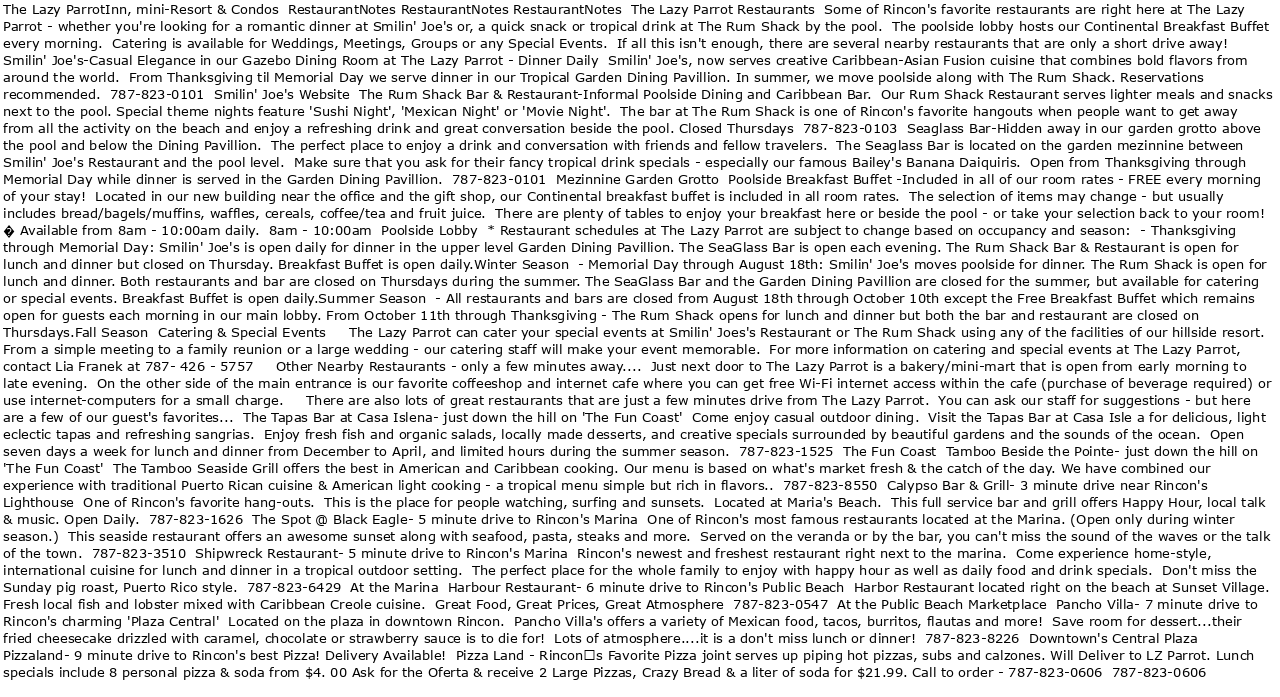 The Lazy ParrotInn, mini-Resort & Condos  RestaurantNotes RestaurantNotes RestaurantNotes  The Lazy Parrot Restaurants  Some of Rincon's favorite restaurants are right here at The Lazy
Parrot - whether you're looking for a romantic dinner at Smilin' Joe's or, a quick snack or tropical drink at The Rum Shack by the pool.  The poolside lobby hosts our Continental Breakfast Buffet
every morning.  Catering is available for Weddings, Meetings, Groups or any Special Events.  If all this isn't enough, there are several nearby restaurants that are only a short drive away!
Smilin' Joe's-Casual Elegance in our Gazebo Dining Room at The Lazy Parrot - Dinner Daily  Smilin' Joe's, now serves creative Caribbean-Asian Fusion cuisine that combines bold flavors from
around the world.  From Thanksgiving til Memorial Day we serve dinner in our Tropical Garden Dining Pavillion. In summer, we move poolside along with The Rum Shack. Reservations
recommended.  787-823-0101  Smilin' Joe's Website  The Rum Shack Bar & Restaurant-Informal Poolside Dining and Caribbean Bar.  Our Rum Shack Restaurant serves lighter meals and snacks
next to the pool. Special theme nights feature 'Sushi Night', 'Mexican Night' or 'Movie Night'.  The bar at The Rum Shack is one of Rincon's favorite hangouts when people want to get away
from all the activity on the beach and enjoy a refreshing drink and great conversation beside the pool. Closed Thursdays  787-823-0103  Seaglass Bar-Hidden away in our garden grotto above
the pool and below the Dining Pavillion.  The perfect place to enjoy a drink and conversation with friends and fellow travelers.  The Seaglass Bar is located on the garden mezinnine between
Smilin' Joe's Restaurant and the pool level.  Make sure that you ask for their fancy tropical drink specials - especially our famous Bailey's Banana Daiquiris.  Open from Thanksgiving through
Memorial Day while dinner is served in the Garden Dining Pavillion.  787-823-0101  Mezinnine Garden Grotto  Poolside Breakfast Buffet -Included in all of our room rates - FREE every morning
of your stay!  Located in our new building near the office and the gift shop, our Continental breakfast buffet is included in all room rates.  The selection of items may change - but usually
includes bread/bagels/muffins, waffles, cereals, coffee/tea and fruit juice.  There are plenty of tables to enjoy your breakfast here or beside the pool - or take your selection back to your room!
� Available from 8am - 10:00am daily.  8am - 10:00am  Poolside Lobby  * Restaurant schedules at The Lazy Parrot are subject to change based on occupancy and season:  - Thanksgiving
through Memorial Day: Smilin' Joe's is open daily for dinner in the upper level Garden Dining Pavillion. The SeaGlass Bar is open each evening. The Rum Shack Bar & Restaurant is open for
lunch and dinner but closed on Thursday. Breakfast Buffet is open daily.Winter Season  - Memorial Day through August 18th: Smilin' Joe's moves poolside for dinner. The Rum Shack is open for
lunch and dinner. Both restaurants and bar are closed on Thursdays during the summer. The SeaGlass Bar and the Garden Dining Pavillion are closed for the summer, but available for catering
or special events. Breakfast Buffet is open daily.Summer Season  - All restaurants and bars are closed from August 18th through October 10th except the Free Breakfast Buffet which remains
open for guests each morning in our main lobby. From October 11th through Thanksgiving - The Rum Shack opens for lunch and dinner but both the bar and restaurant are closed on
Thursdays.Fall Season  Catering & Special Events     The Lazy Parrot can cater your special events at Smilin' Joes's Restaurant or The Rum Shack using any of the facilities of our hillside resort.
From a simple meeting to a family reunion or a large wedding - our catering staff will make your event memorable.  For more information on catering and special events at The Lazy Parrot,
contact Lia Franek at 787- 426 - 5757     Other Nearby Restaurants - only a few minutes away....  Just next door to The Lazy Parrot is a bakery/mini-mart that is open from early morning to
late evening.  On the other side of the main entrance is our favorite coffeeshop and internet cafe where you can get free Wi-Fi internet access within the cafe (purchase of beverage required) or
use internet-computers for a small charge.     There are also lots of great restaurants that are just a few minutes drive from The Lazy Parrot.  You can ask our staff for suggestions - but here
are a few of our guest's favorites...  The Tapas Bar at Casa Islena- just down the hill on 'The Fun Coast'  Come enjoy casual outdoor dining.  Visit the Tapas Bar at Casa Isle a for delicious, light
eclectic tapas and refreshing sangrias.  Enjoy fresh fish and organic salads, locally made desserts, and creative specials surrounded by beautiful gardens and the sounds of the ocean.  Open
seven days a week for lunch and dinner from December to April, and limited hours during the summer season.  787-823-1525  The Fun Coast  Tamboo Beside the Pointe- just down the hill on
'The Fun Coast'  The Tamboo Seaside Grill offers the best in American and Caribbean cooking. Our menu is based on what's market fresh & the catch of the day. We have combined our
experience with traditional Puerto Rican cuisine & American light cooking - a tropical menu simple but rich in flavors..  787-823-8550  Calypso Bar & Grill- 3 minute drive near Rincon's
Lighthouse  One of Rincon's favorite hang-outs.  This is the place for people watching, surfing and sunsets.  Located at Maria's Beach.  This full service bar and grill offers Happy Hour, local talk
& music. Open Daily.  787-823-1626  The Spot @ Black Eagle- 5 minute drive to Rincon's Marina  One of Rincon's most famous restaurants located at the Marina. (Open only during winter
season.)  This seaside restaurant offers an awesome sunset along with seafood, pasta, steaks and more.  Served on the veranda or by the bar, you can't miss the sound of the waves or the talk
of the town.  787-823-3510  Shipwreck Restaurant- 5 minute drive to Rincon's Marina  Rincon's newest and freshest restaurant right next to the marina.  Come experience home-style,
international cuisine for lunch and dinner in a tropical outdoor setting.  The perfect place for the whole family to enjoy with happy hour as well as daily food and drink specials.  Don't miss the
Sunday pig roast, Puerto Rico style.  787-823-6429  At the Marina  Harbour Restaurant- 6 minute drive to Rincon's Public Beach  Harbor Restaurant located right on the beach at Sunset Village.
Fresh local fish and lobster mixed with Caribbean Creole cuisine.  Great Food, Great Prices, Great Atmosphere  787-823-0547  At the Public Beach Marketplace  Pancho Villa- 7 minute drive to
Rincon's charming 'Plaza Central'  Located on the plaza in downtown Rincon.  Pancho Villa's offers a variety of Mexican food, tacos, burritos, flautas and more!  Save room for dessert...their
fried cheesecake drizzled with caramel, chocolate or strawberry sauce is to die for!  Lots of atmosphere....it is a don't miss lunch or dinner!  787-823-8226  Downtown's Central Plaza
Pizzaland- 9 minute drive to Rincon's best Pizza! Delivery Available!  Pizza Land - Rincon□s Favorite Pizza joint serves up piping hot pizzas, subs and calzones. Will Deliver to LZ Parrot. Lunch
specials include 8 personal pizza & soda from $4. 00 Ask for the Oferta & receive 2 Large Pizzas, Crazy Bread & a liter of soda for $21.99. Call to order - 787-823-0606  787-823-0606